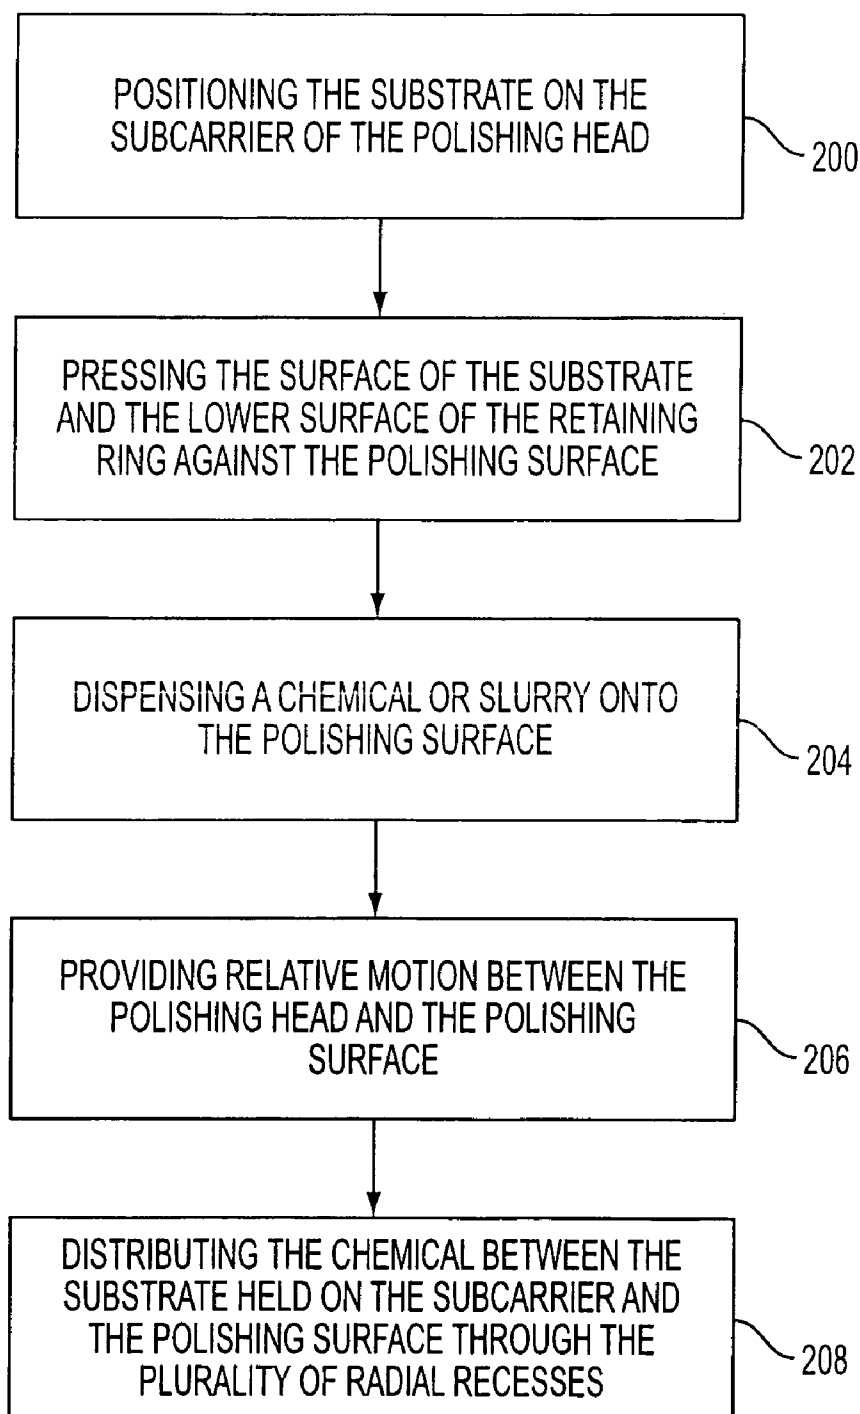 POSITIONING THE SUBSTRATE ON THE
SUBCARRIER OF THE POLISHING HEAD
200
PRESSING THE SURFACE OF THE SUBSTRATE
AND THE LOWER SURFACE OF THE RETAINING
RING AGAINST THE POLISHING SURFACE
202
DISPENSING A CHEMICAL OR SLURRY ONTO
THE POLISHING SURFACE
204
PROVIDING RELATIVE MOTION BETWEEN THE
POLISHING HEAD AND THE POLISHING
SURFACE
206
DISTRIBUTING THE CHEMICAL BETWEEN THE
SUBSTRATE HELD ON THE SUBCARRIER AND
THE POLISHING SURFACE THROUGH THE
PLURALITY OF RADIAL RECESSES
208